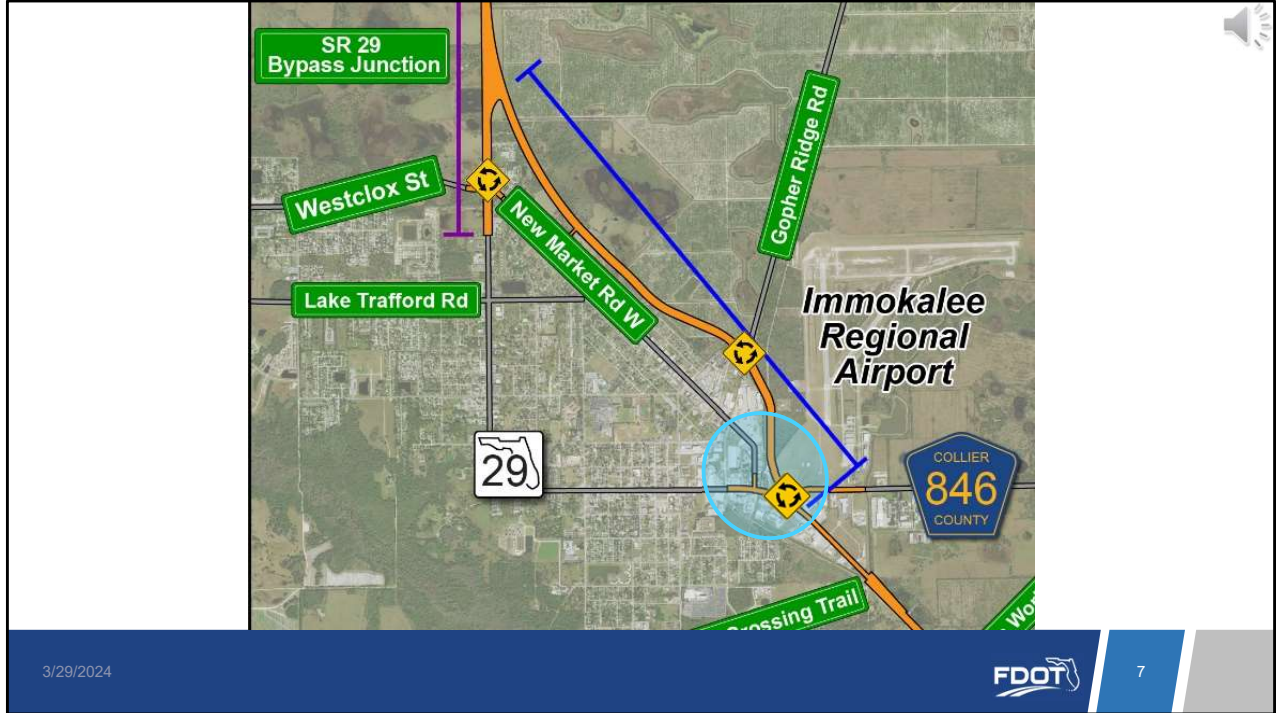 SR 29
Bypass Junction
Gopher Ridge Rd
Westclox St
New Market Rd W
Lake Trafford Rd
Immokalee
Regional
Airport
29
COLLIER
846
COUNTY
Crossing Trail
3/29/2024
FDOT
7